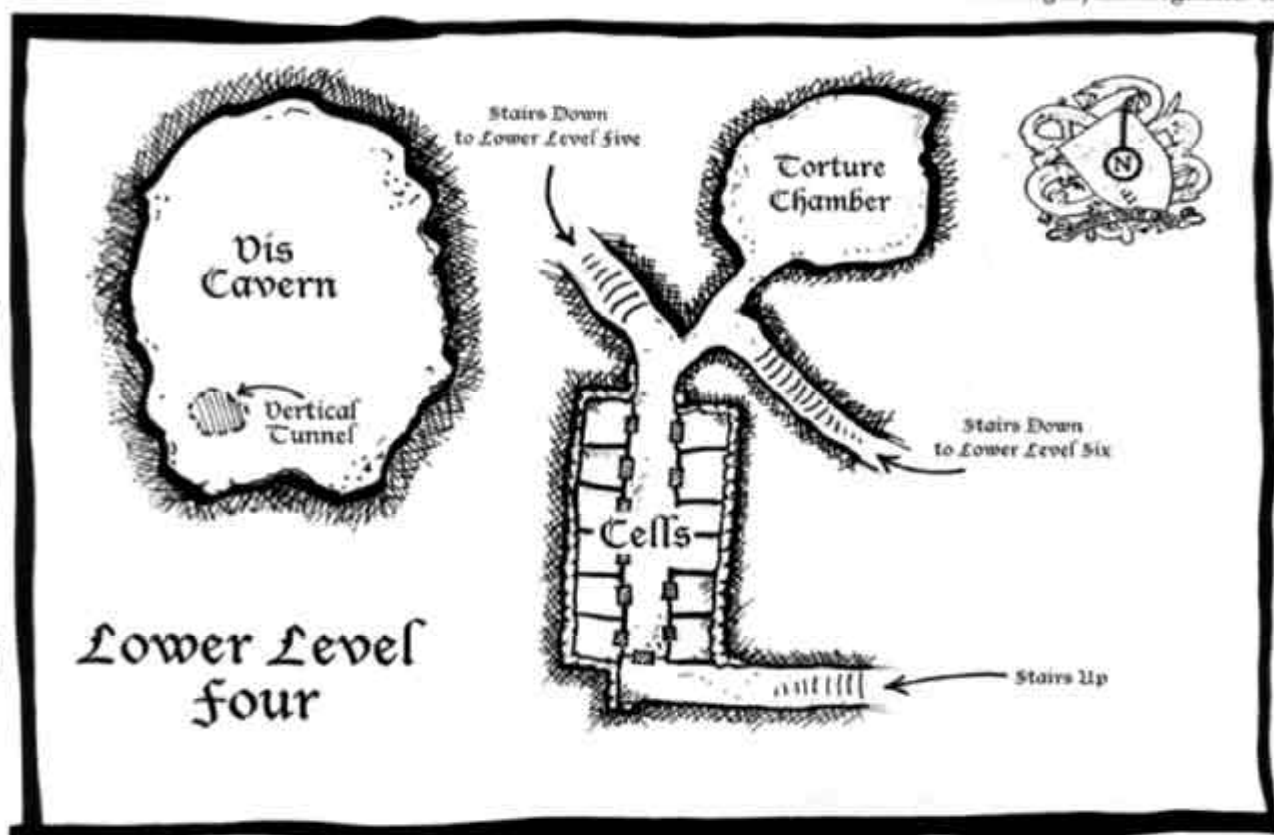 Stairs Down
to Lower Level Five
Torture
Chamber
N
Vis
Cavern
Vertical
Tunnel
Stairs Down
to Lower Level Six
Cells
Lower Level
Four
Stairs Up